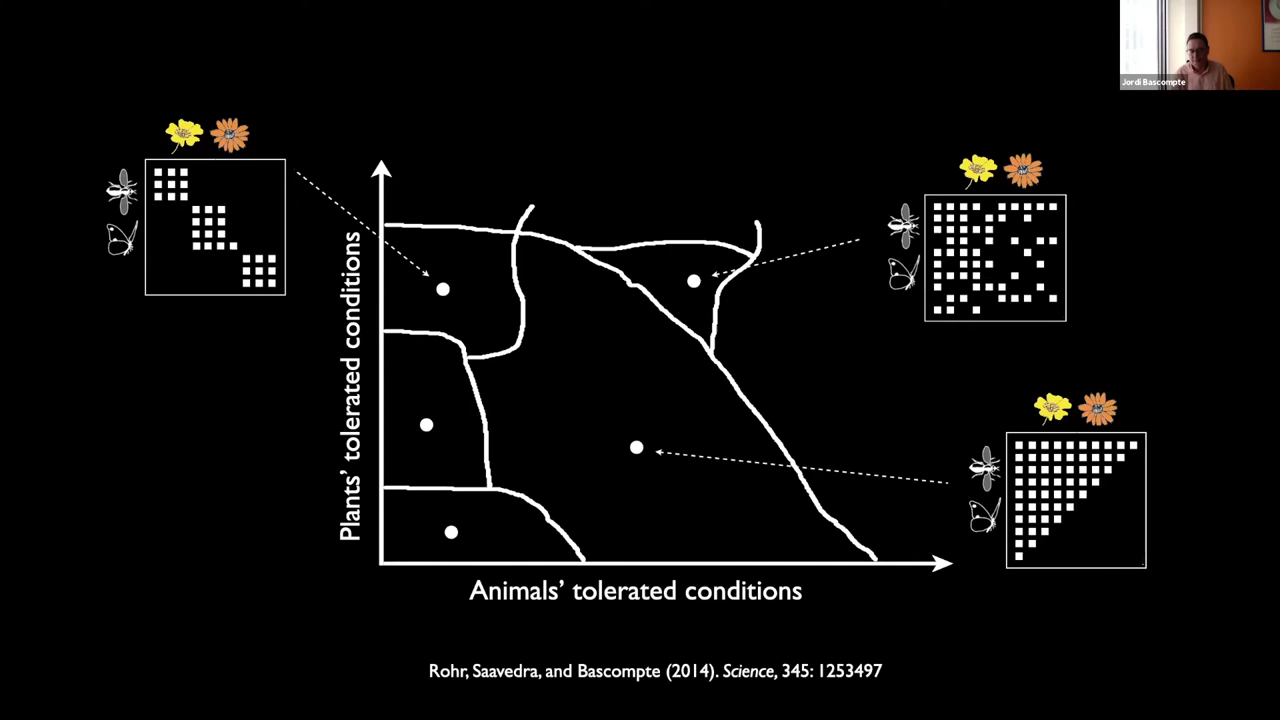 Jordi Bascompte
Plants' tolerated conditions
Animals' tolerated conditions
Rohr, Saavedra, and Bascompte (2014). Science, 345: 1253497